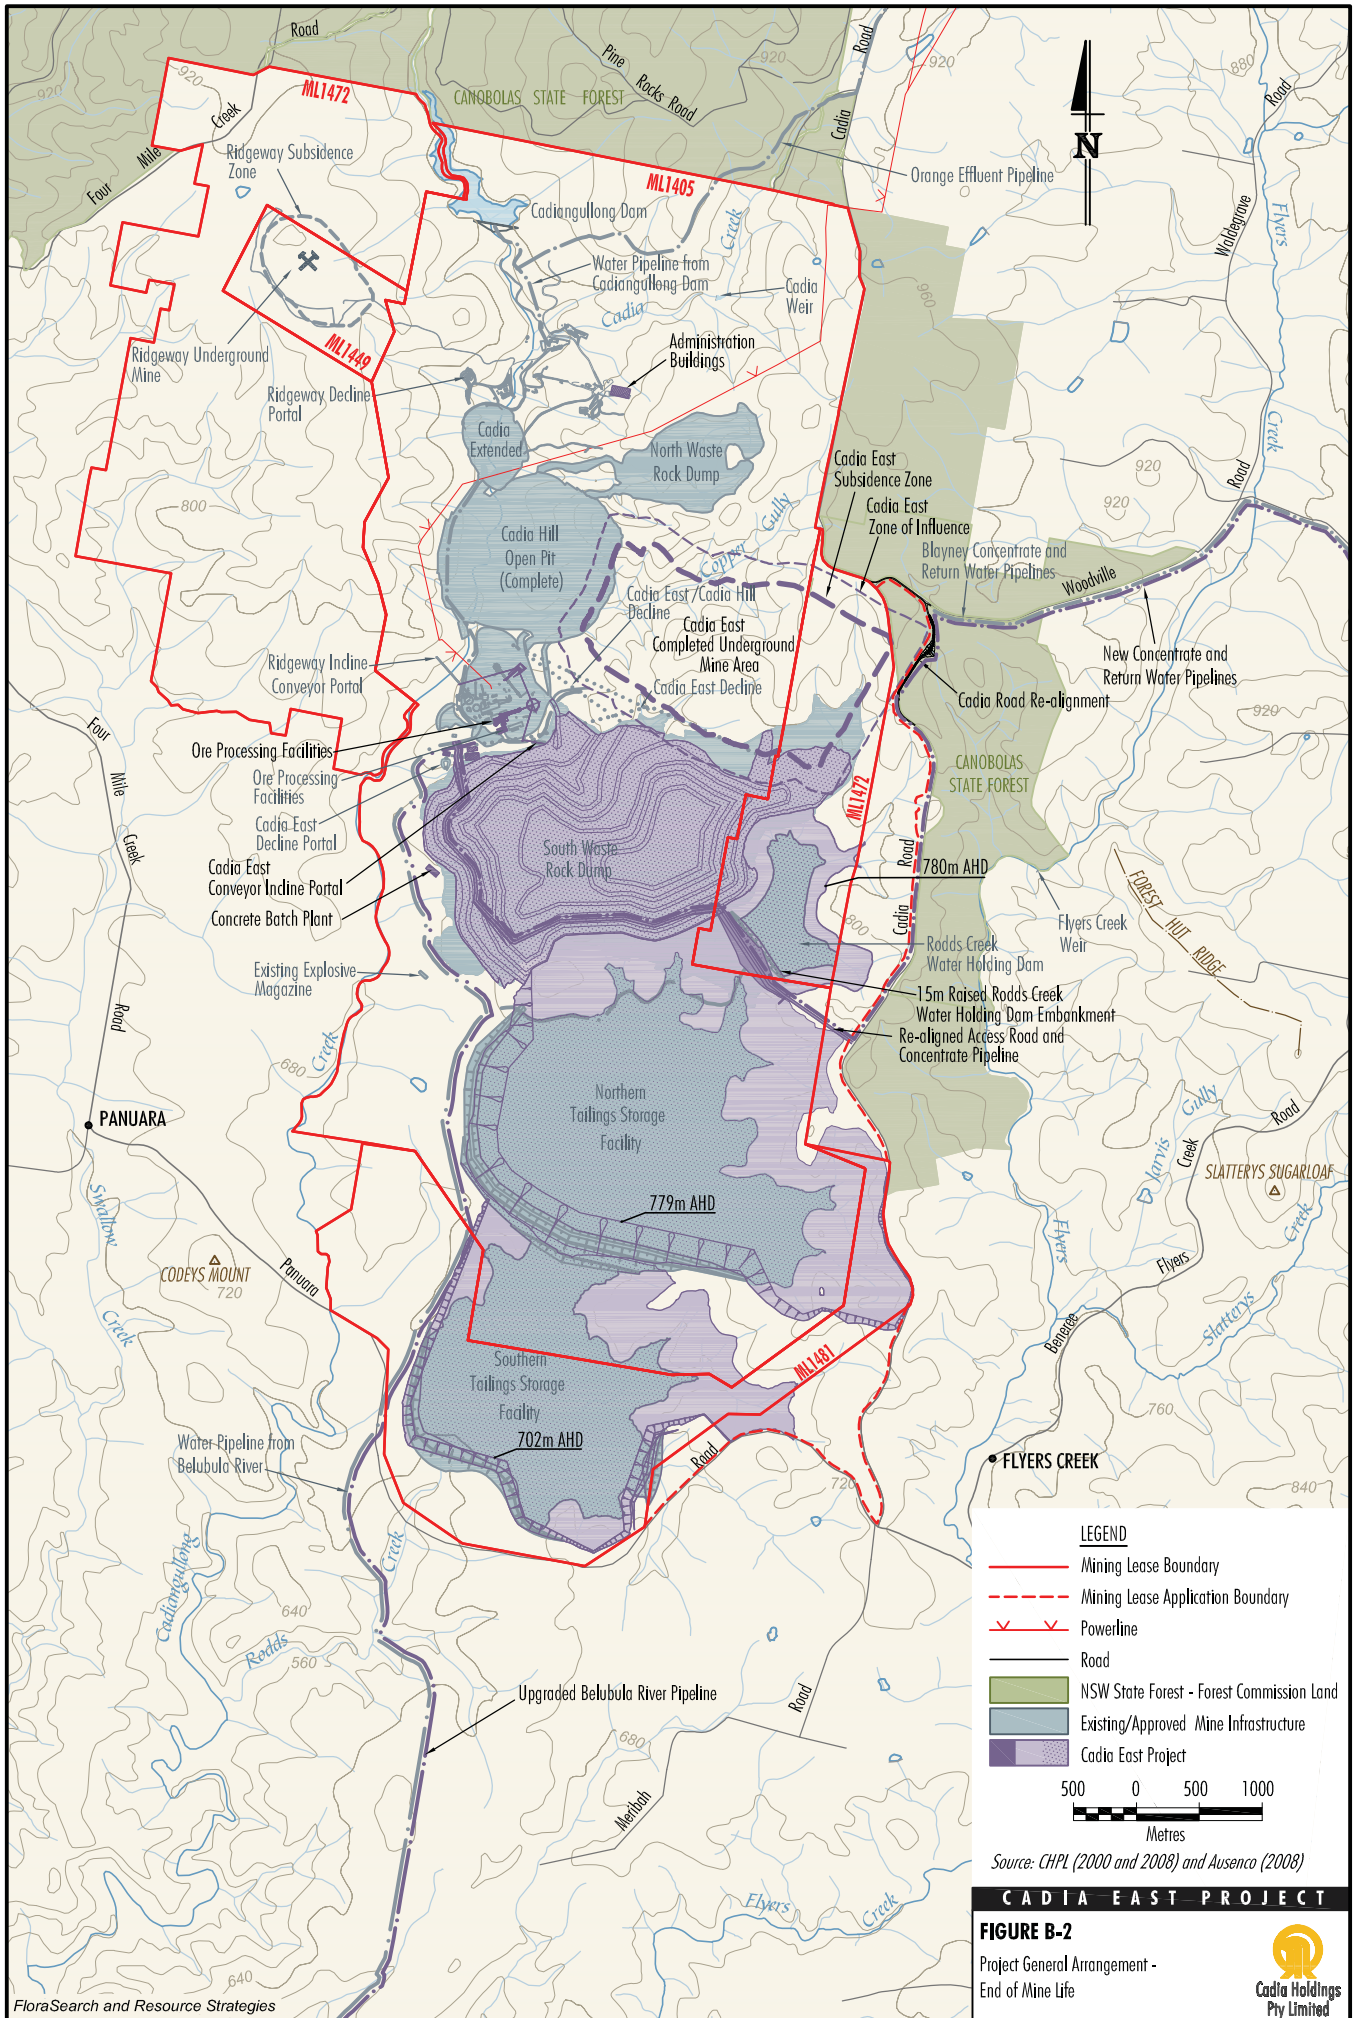 Road
920
920
ML1472
Creek
Mile
Four
Ridgeway Subsidence
Zone
CANOBOLAS STATE FOREST
Pine
Rocks Road
920
Road
Cadia
920
880
Road
N
Orange Effluent Pipeline
ML1405
Cadiangullong Dam
Creek
Waldegrove
Flyers
Water Pipeline from
Cadiangullong Dam
Cadia
Weir
Cadia
960
Ridgeway Underground
Mine
ML1449
Administration
Buildings
Ridgeway Decline
Portal
Cadia
Extended
North Waste
Rock Dump
Creek
Cadia East
Subsidence Zone
920
Road
800
Cadia East
Zone of Influence
920
Cadia Hill
Open Pit
(Complete)
Copper Gully
Blayney Concentrate and
Return Water Pipelines
Woodville
Cadia East /Cadia Hill
Decline
Cadia East
Completed Underground
Mine Area
Cadia East Decline
Ridgeway Incline
Conveyor Portal
New Concentrate and
Return Water Pipelines
Cadia Road Re-alignment
920
Four
Mile
Creek
Road
Ore Processing Facilities
Ore Processing
Facilities
Cadia East
Decline Portal
CANOBOLAS
STATE FOREST
ML1472
South Waste
Rock Dump
Cadia East
Conveyor Incline Portal
Concrete Batch Plant
Road
Cadia
780m AHD
FOREST HUT RIDGE
800
Flyers Creek
Weir
Rodds Creek
Water Holding Dam
Existing Explosive
Magazine
15m Raised Rodds Creek
Water Holding Dam Embankment
Re-aligned Access Road and
Concentrate Pipeline
Creek
680
Northern
Tailings Storage
Facility
PANUARA
Gully
Jarvis
Creek
Road
SLATTERYS SUGARLOAF
Swallow
Creek
779m AHD
Flyers
Creek
Flyers
Slatterys
CODEYS MOUNT
720
Panuara
Beneree
ML1481
Southern
Tailings Storage
Facility
760
702m AHD
Road
Water Pipeline from
Belubula River
FLYERS CREEK
720
840
Creek
Cadiangullong
640
Rodds
560
Upgraded Belubula River Pipeline
Road
680
Meribah
Flyers
Creek
640
LEGEND
Mining Lease Boundary
Mining Lease Application Boundary
Powerline
Road
NSW State Forest - Forest Commission Land
Existing/Approved Mine Infrastructure
Cadia East Project
500 0 500 1000
Metres
Source: CHPL (2000 and 2008) and Ausenco (2008)
CADIA EAST PROJECT
FIGURE B-2
Project General Arrangement -
End of Mine Life
Cadia Holdings
Pty Limited
FloraSearch and Resource Strategies